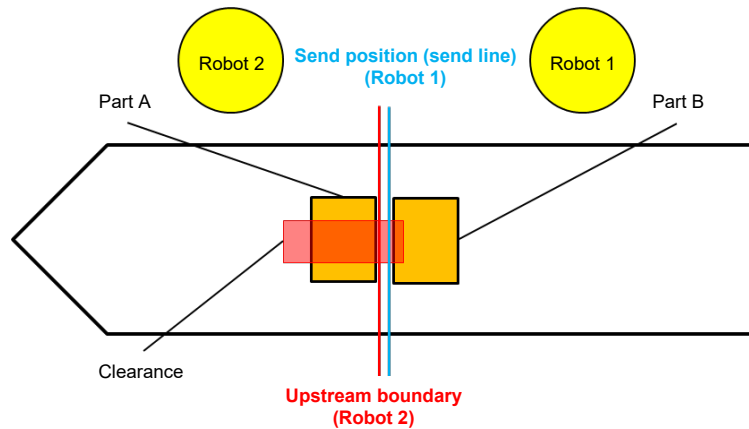 Robot 2
Send position (send line)
(Robot 1)
Robot 1
Part A
Part B
Clearance
Upstream boundary
(Robot 2)